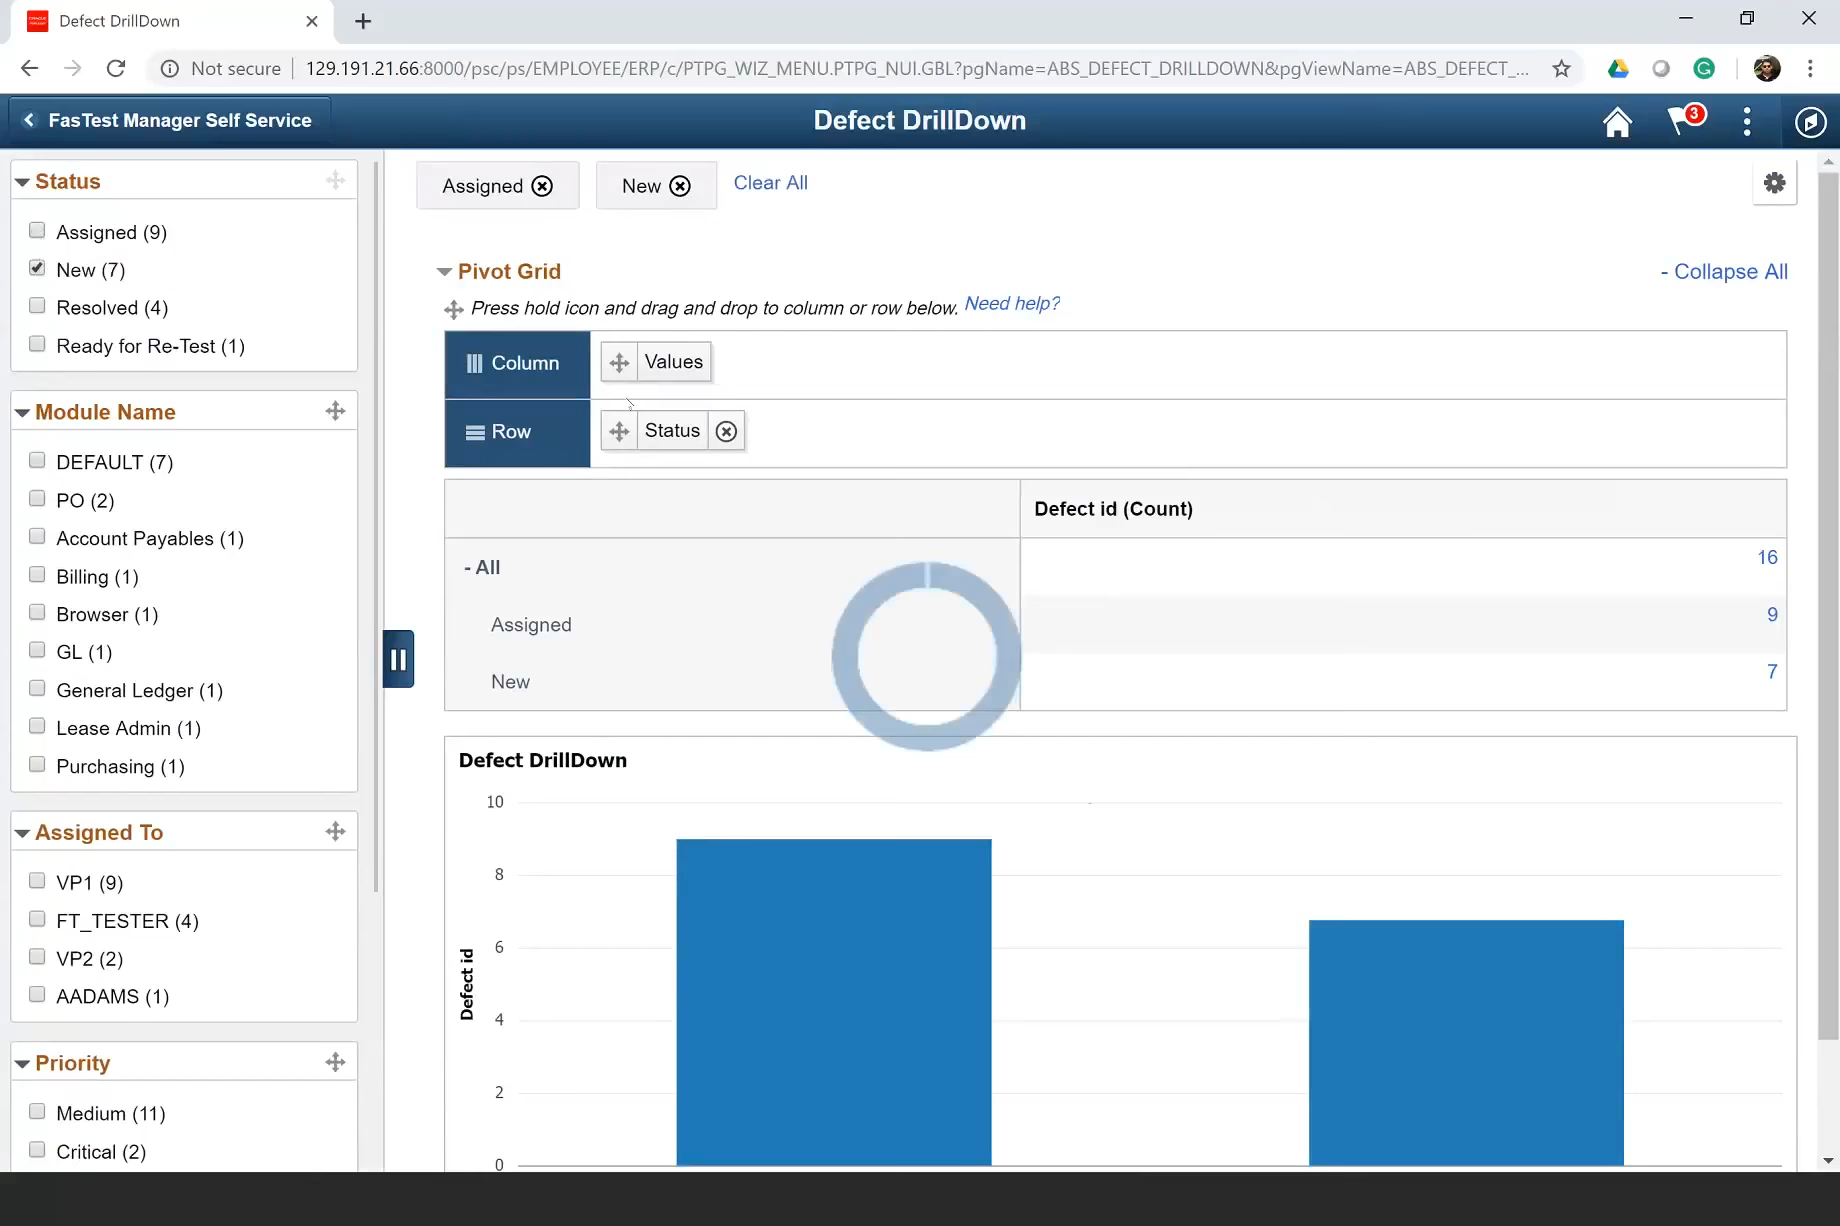 Defect DrillDown
Not secure
129.191.21.66:8000/psc/ps/EMPLOYEE/ERP/c/PTPG_WIZ_MENU.PTPG_NUI.GBL?pgName=ABS_DEFECT_DRILLDOWN&pgViewName=ABS_DEFECT_...
FasTest Manager Self Service
Defect DrillDown
3
Status
Assigned (9)
New (7)
Resolved (4)
Ready for Re-Test (1)
Module Name
DEFAULT (7)
PO (2)
Account Payables (1)
Billing (1)
Browser (1)
GL (1)
General Ledger (1)
Lease Admin (1)
Purchasing (1)
Assigned To
VP1 (9)
FT_TESTER (4)
VP2 (2)
AADAMS (1)
Priority
Medium (11)
Critical (2)
Assigned
New
Clear All
Pivot Grid
- Collapse All
Press hold icon and drag and drop to column or row below. Need help?
Column
Values
Row
Status
Defect id (Count)
- All
16
Assigned
9
New
7
Defect DrillDown
10
8
6
4
2
0
Defect id